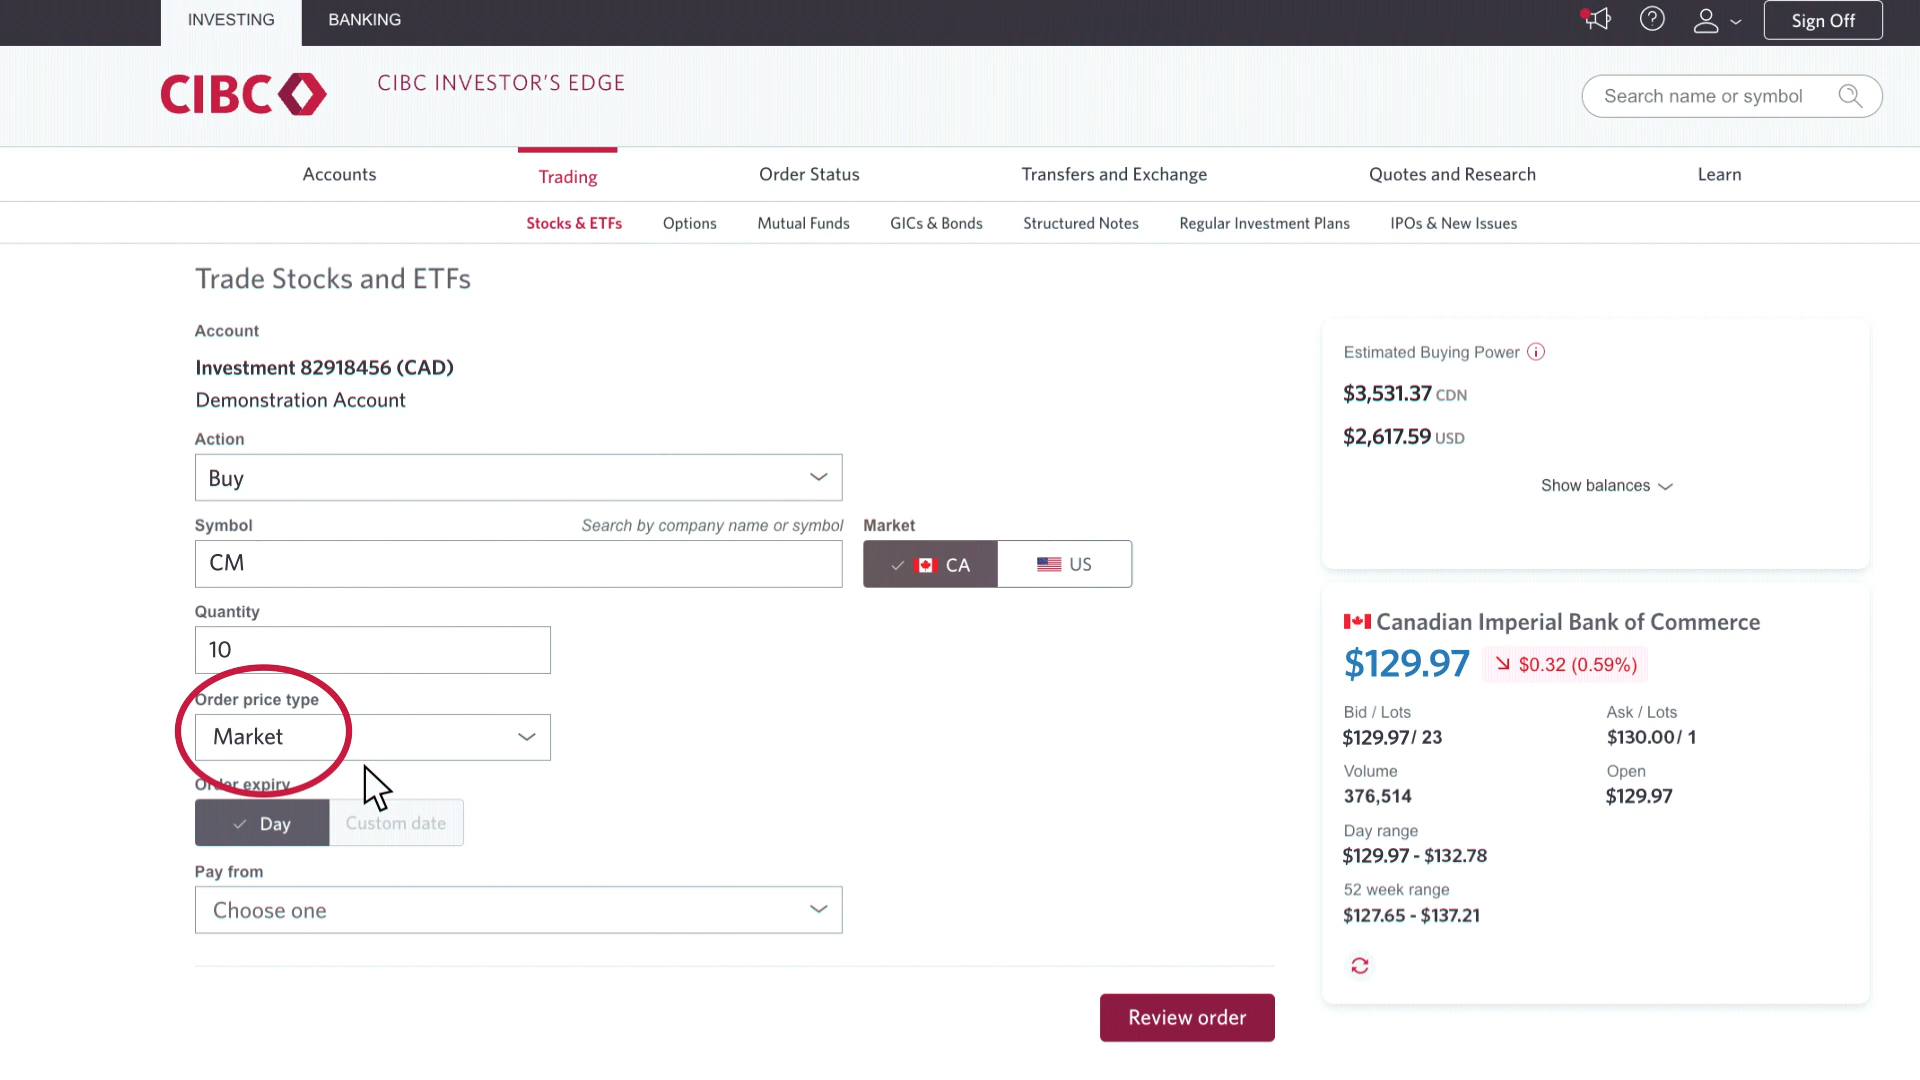 INVESTING
BANKING
Sign Off
CIBC
CIBC INVESTOR'S EDGE
Search name or symbol
Accounts
Trading
Order Status
Transfers and Exchange
Quotes and Research
Learn
Stocks & ETFs
Options
Mutual Funds
GICs & Bonds
Structured Notes
Regular Investment Plans
IPOs & New Issues
Trade Stocks and ETFs
Account
Investment 82918456 (CAD)
Demonstration Account
Action
Buy
Symbol
Search by company name or symbol
CM
Market
CA
US
Quantity
10
Order price type
Market
Order expiry
Day
Custom date
Pay from
Choose one
Review order
Estimated Buying Power
$3,531.37 CDN
$2,617.59 USD
Show balances
Canadian Imperial Bank of Commerce
$129.97
$0.32 (0.59%)
Bid / Lots
$129.97/ 23
Ask / Lots
$130.00/ 1
Volume
376,514
Open
$129.97
Day range
$129.97 - $132.78
52 week range
$127.65 - $137.21